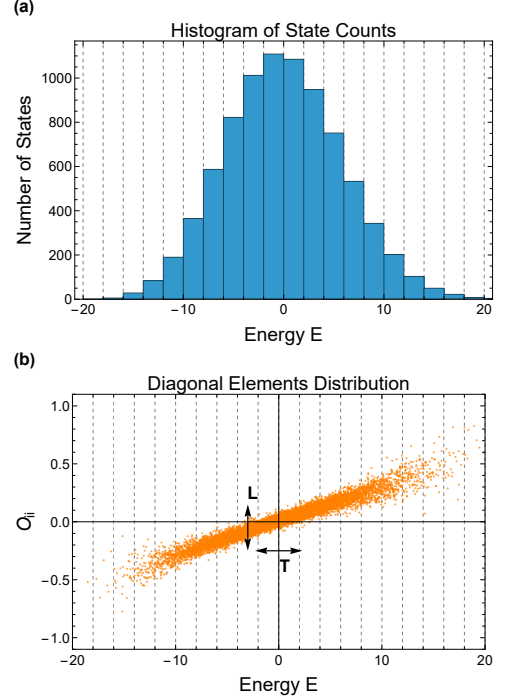 (a)
Histogram of State Counts
Number of States
1000
800
600
400
200
0
−20 −10 0 10 20
Energy E
(b)
Diagonal Elements Distribution
O_ii
1.0
0.5
0.0
−0.5
−1.0
L
T
−20 −10 0 10 20
Energy E